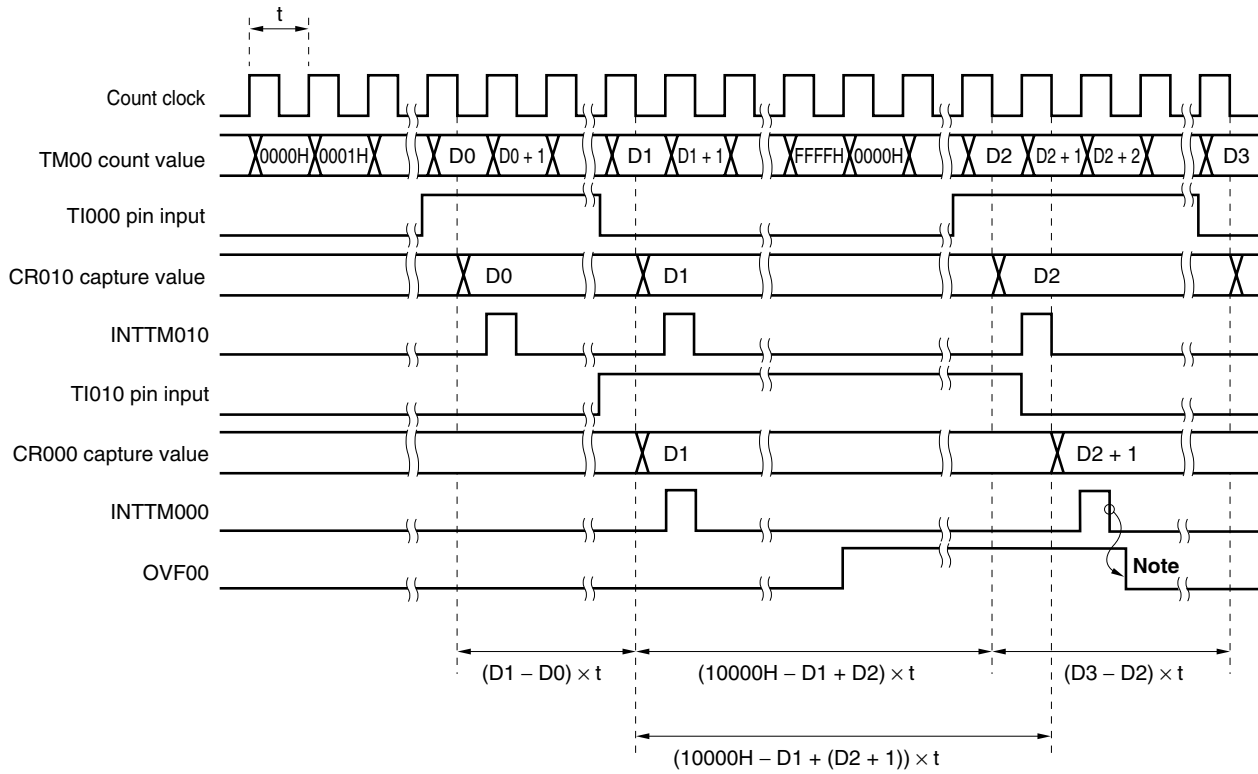 t
Count clock
TM00 count value 0000H 0001H D0 D0 + 1 D1 D1 + 1 FFFFH 0000H D2 D2 + 1 D2 + 2 D3
TI000 pin input
CR010 capture value D0 D1 D2
INTTM010
TI010 pin input
CR000 capture value D1 D2 + 1
INTTM000
OVF00 Note
(D1 – D0) × t (10000H – D1 + D2) × t (D3 – D2) × t
(10000H – D1 + (D2 + 1)) × t